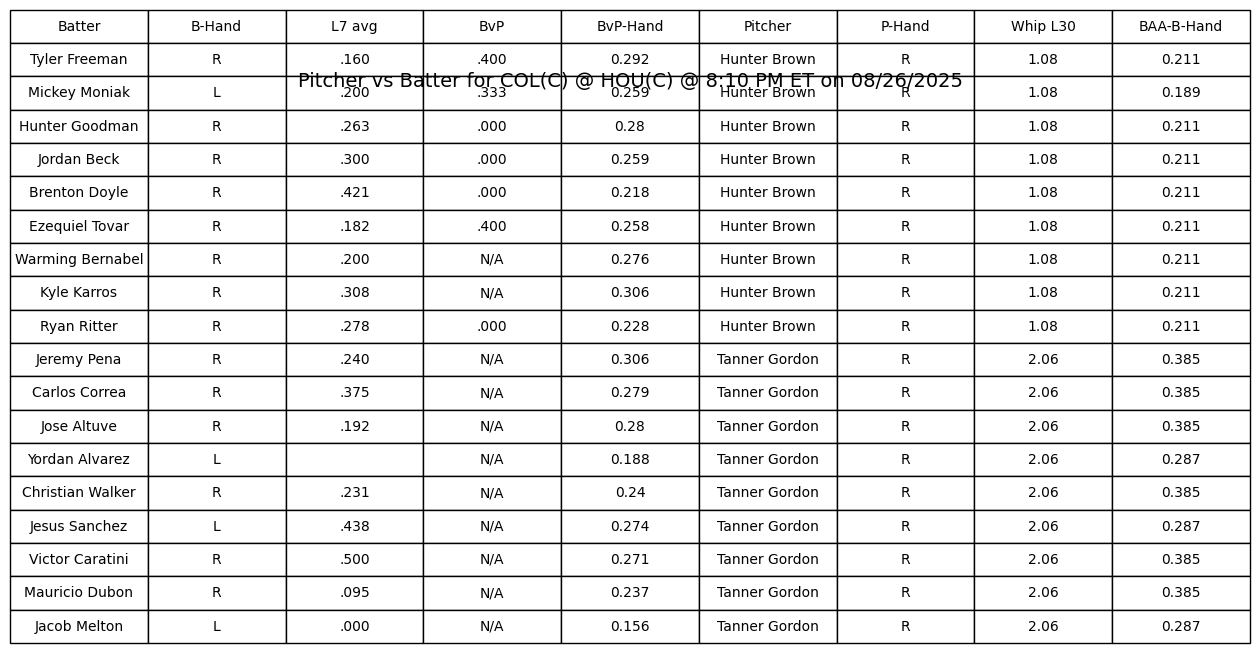 Batter B-Hand L7 avg BvP BvP-Hand Pitcher P-Hand Whip L30 BAA-B-Hand
Tyler Freeman R .160 .400 0.292 Hunter Brown R 1.08 0.211
Pitcher vs Batter for COL(C) @ HOU(C) @ 8:10 PM ET on 08/26/2025
Mickey Moniak L .200 .333 0.259 Hunter Brown R 1.08 0.189
Hunter Goodman R .263 .000 0.28 Hunter Brown R 1.08 0.211
Jordan Beck R .300 .000 0.259 Hunter Brown R 1.08 0.211
Brenton Doyle R .421 .000 0.218 Hunter Brown R 1.08 0.211
Ezequiel Tovar R .182 .400 0.258 Hunter Brown R 1.08 0.211
Warming Bernabel R .200 N/A 0.276 Hunter Brown R 1.08 0.211
Kyle Karros R .308 N/A 0.306 Hunter Brown R 1.08 0.211
Ryan Ritter R .278 .000 0.228 Hunter Brown R 1.08 0.211
Jeremy Pena R .240 N/A 0.306 Tanner Gordon R 2.06 0.385
Carlos Correa R .375 N/A 0.279 Tanner Gordon R 2.06 0.385
Jose Altuve R .192 N/A 0.28 Tanner Gordon R 2.06 0.385
Yordan Alvarez L N/A 0.188 Tanner Gordon R 2.06 0.287
Christian Walker R .231 N/A 0.24 Tanner Gordon R 2.06 0.385
Jesus Sanchez L .438 N/A 0.274 Tanner Gordon R 2.06 0.287
Victor Caratini R .500 N/A 0.271 Tanner Gordon R 2.06 0.385
Mauricio Dubon R .095 N/A 0.237 Tanner Gordon R 2.06 0.385
Jacob Melton L .000 N/A 0.156 Tanner Gordon R 2.06 0.287